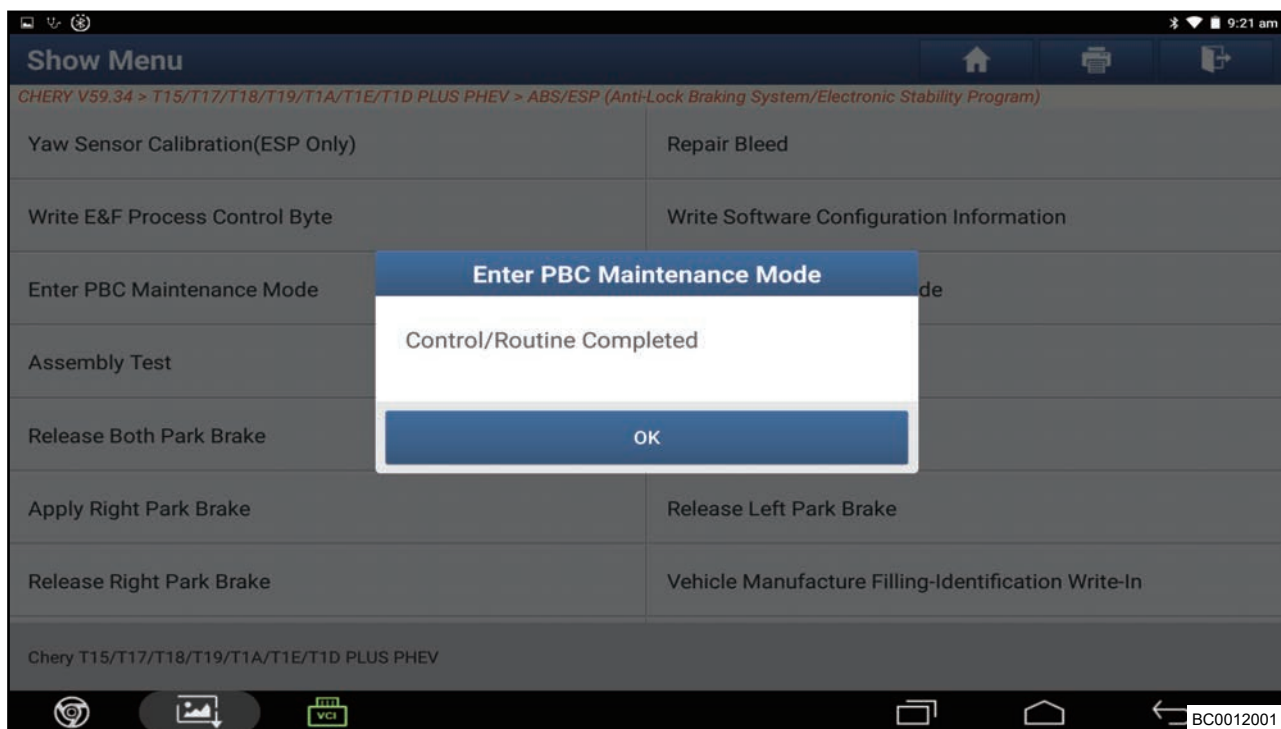 9:21 am
Show Menu
CHERY V59.34 > T15/T17/T18/T19/T1A/T1E/T1D PLUS PHEV > ABS/ESP (Anti-Lock Braking System/Electronic Stability Program)
Yaw Sensor Calibration(ESP Only)
Repair Bleed
Write E&F Process Control Byte
Write Software Configuration Information
Enter PBC Maintenance Mode
Enter PBC Maintenance Mode
de
Control/Routine Completed
Assembly Test
Release Both Park Brake
OK
Apply Right Park Brake
Release Left Park Brake
Release Right Park Brake
Vehicle Manufacture Filling-Identification Write-In
Chery T15/T17/T18/T19/T1A/T1E/T1D PLUS PHEV
VCI
BC0012001